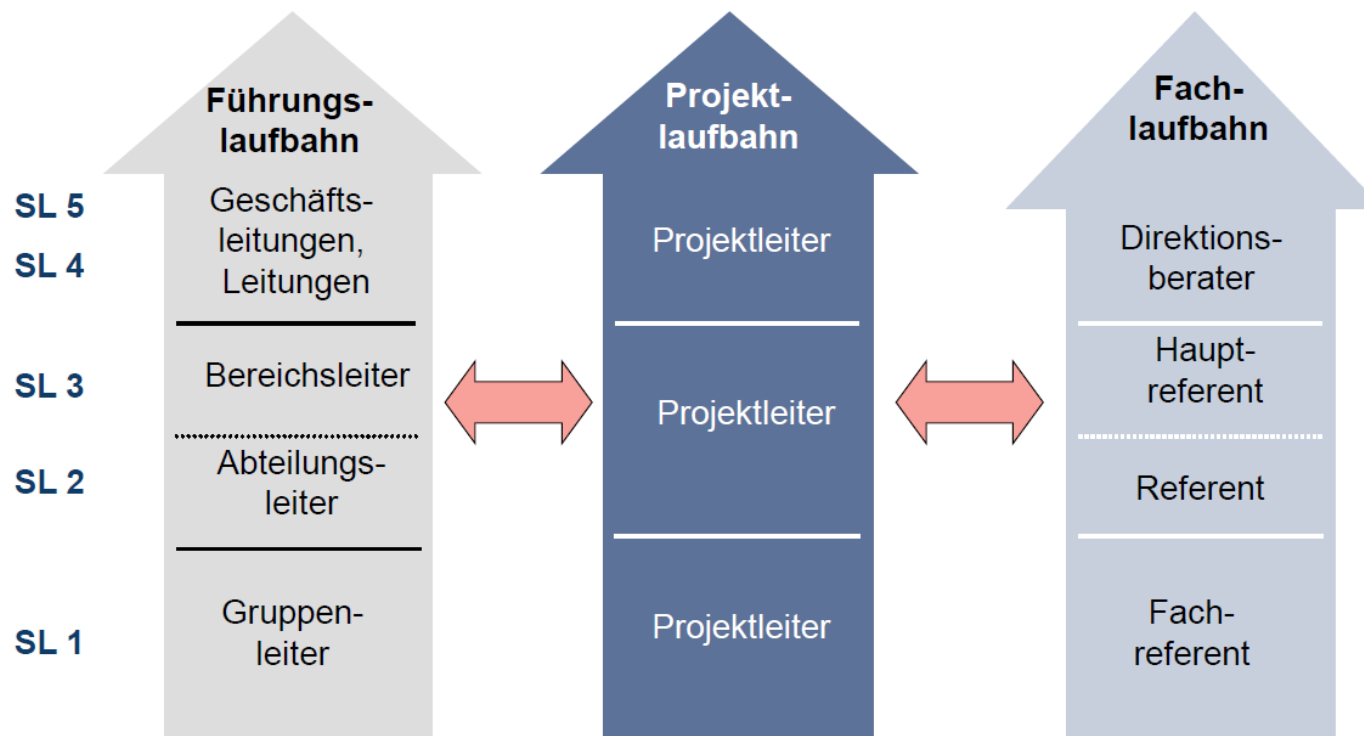 Führungs-
laufbahn
Projekt-
laufbahn
Fach-
laufbahn
SL 5
SL 4
Geschäfts-
leitungen,
Leitungen
Projektleiter
Direktions-
berater
SL 3
Bereichsleiter
Projektleiter
Haupt-
referent
SL 2
Abteilungs-
leiter
Referent
SL 1
Gruppen-
leiter
Projektleiter
Fach-
referent